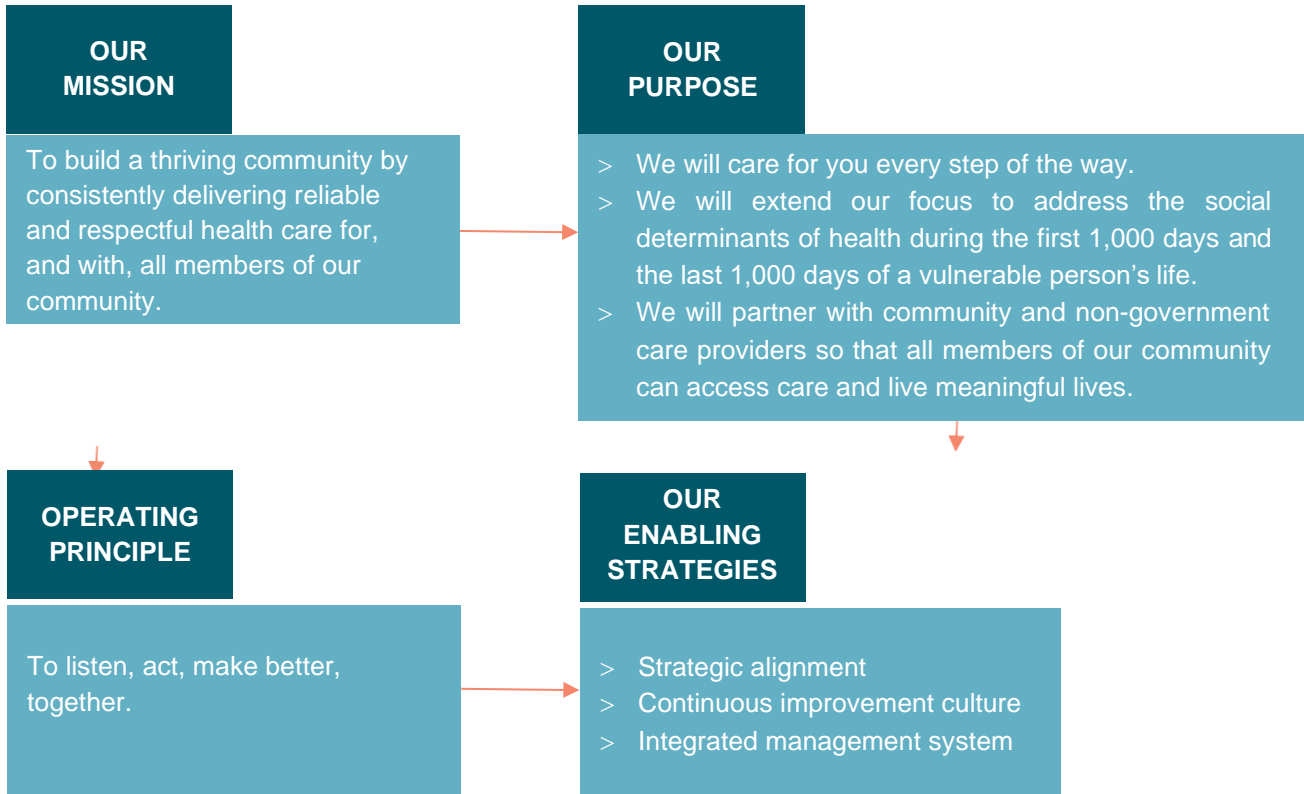 OUR
MISSION
To build a thriving community by
consistently delivering reliable
and respectful health care for,
and with, all members of our
community.
OUR
PURPOSE
> We will care for you every step of the way.
> We will extend our focus to address the social
determinants of health during the first 1,000 days and
the last 1,000 days of a vulnerable person’s life.
> We will partner with community and non-government
care providers so that all members of our community
can access care and live meaningful lives.
OPERATING
PRINCIPLE
To listen, act, make better,
together.
OUR
ENABLING
STRATEGIES
> Strategic alignment
> Continuous improvement culture
> Integrated management system